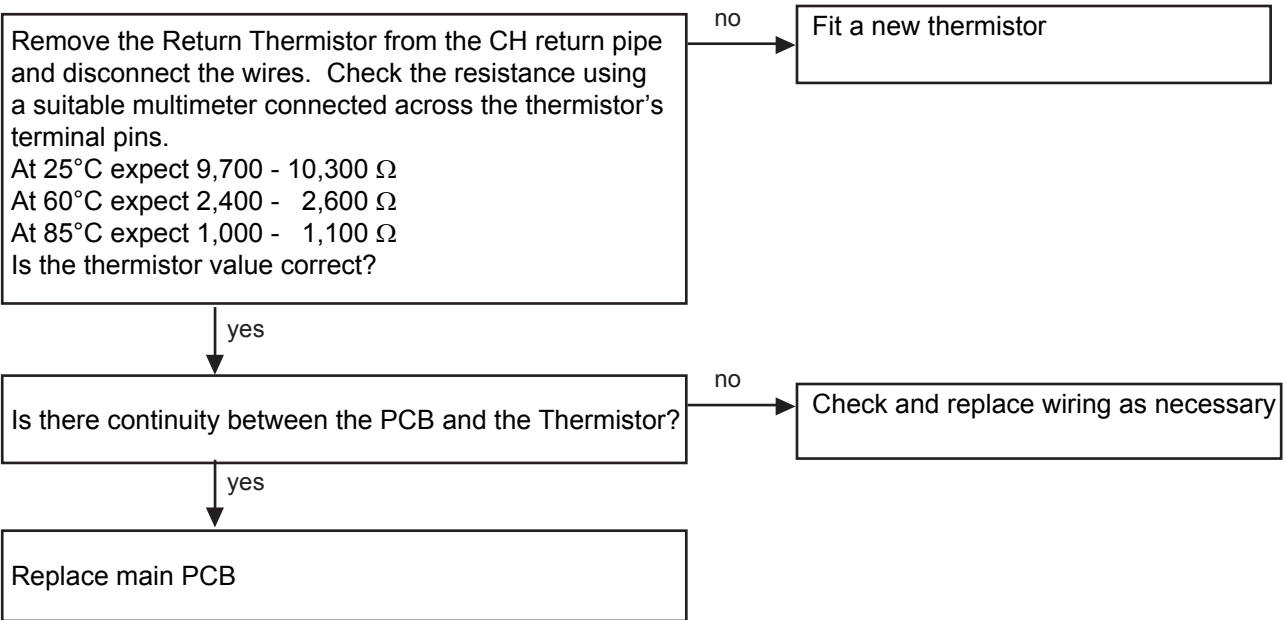 Remove the Return Thermistor from the CH return pipe
and disconnect the wires.  Check the resistance using
a suitable multimeter connected across the thermistor’s
terminal pins.
At 25°C expect 9,700 - 10,300 Ω
At 60°C expect 2,400 -   2,600 Ω
At 85°C expect 1,000 -   1,100 Ω
Is the thermistor value correct?
no
Fit a new thermistor
yes
Is there continuity between the PCB and the Thermistor?
no
Check and replace wiring as necessary
yes
Replace main PCB